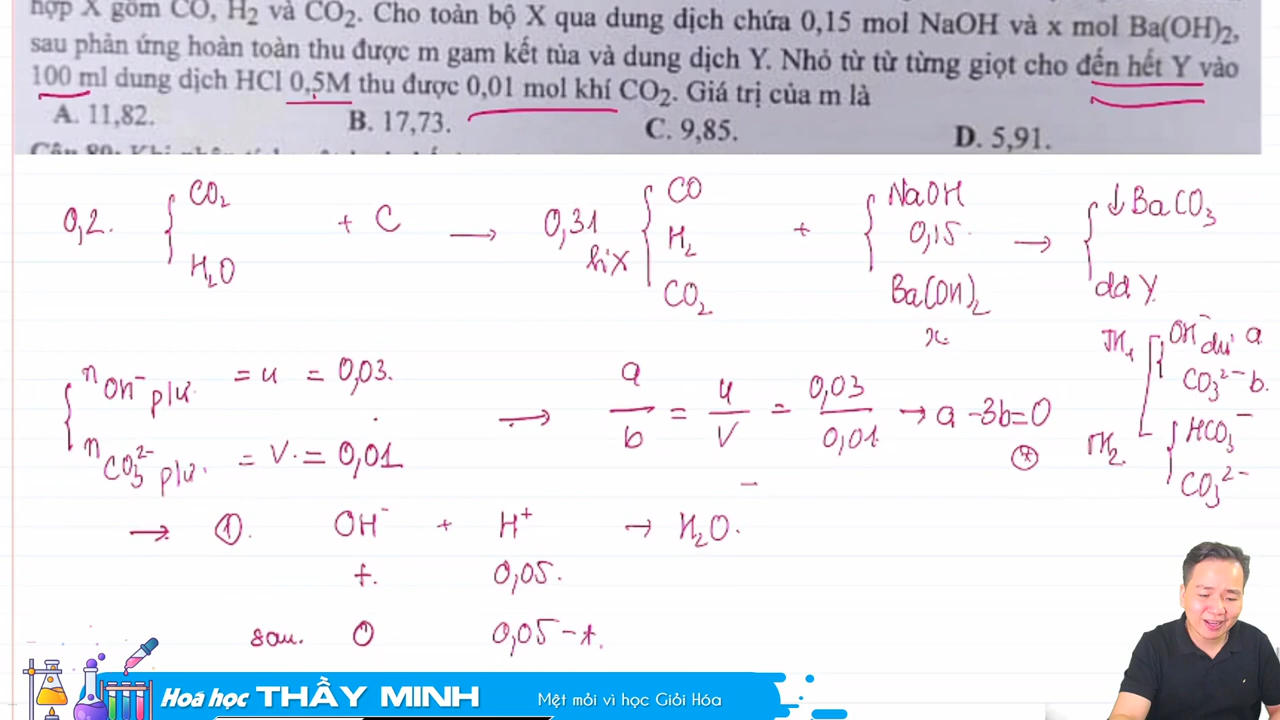 hợp X gồm CO, H₂ và CO₂. Cho toàn bộ X qua dung dịch chứa 0,15 mol NaOH và x mol Ba(OH)₂,
sau phản ứng hoàn toàn thu được m gam kết tủa và dung dịch Y. Nhỏ từ từ từng giọt cho đến hết Y vào
100 ml dung dịch HCl 0,5M thu được 0,01 mol khí CO₂. Giá trị của m là
A. 11,82. B. 17,73. C. 9,85. D. 5,91.
0,2. { CO₂ H₂O + C → 0,31 hh X { CO H₂ CO₂ + { NaOH 0,15 Ba(OH)₂ x → { ↓BaCO₃ dd Y
TH₁ { OH⁻ dư a
CO₃²⁻ b.
TH₂ { HCO₃⁻
CO₃²⁻
{ n OH⁻ p/ư = u = 0,03.
n CO₃²⁻ p/ư = v = 0,01
→ a/b = u/v = 0,03/0,01 → a - 3b = 0 (*)
→ ①. OH⁻ + H⁺ → H₂O.
t. 0,05.
sau. 0 0,05 - t.
Hoá học THẦY MINH
Mệt mỏi vì học Giỏi Hóa